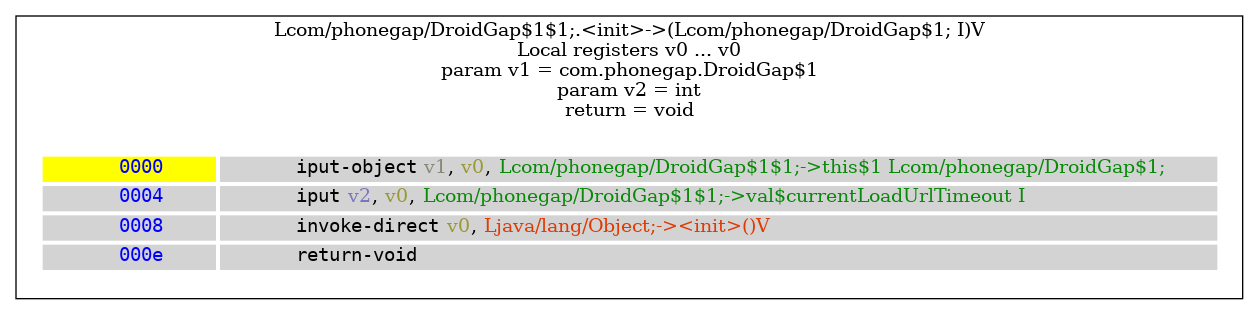 Lcom/phonegap/DroidGap$1$1;.<init>->(Lcom/phonegap/DroidGap$1; I)V
Local registers v0 ... v0
param v1 = com.phonegap.DroidGap$1
param v2 = int
return = void
0000 iput-object v1, v0, Lcom/phonegap/DroidGap$1$1;->this$1 Lcom/phonegap/DroidGap$1;
0004 iput v2, v0, Lcom/phonegap/DroidGap$1$1;->val$currentLoadUrlTimeout I
0008 invoke-direct v0, Ljava/lang/Object;-><init>()V
000e return-void